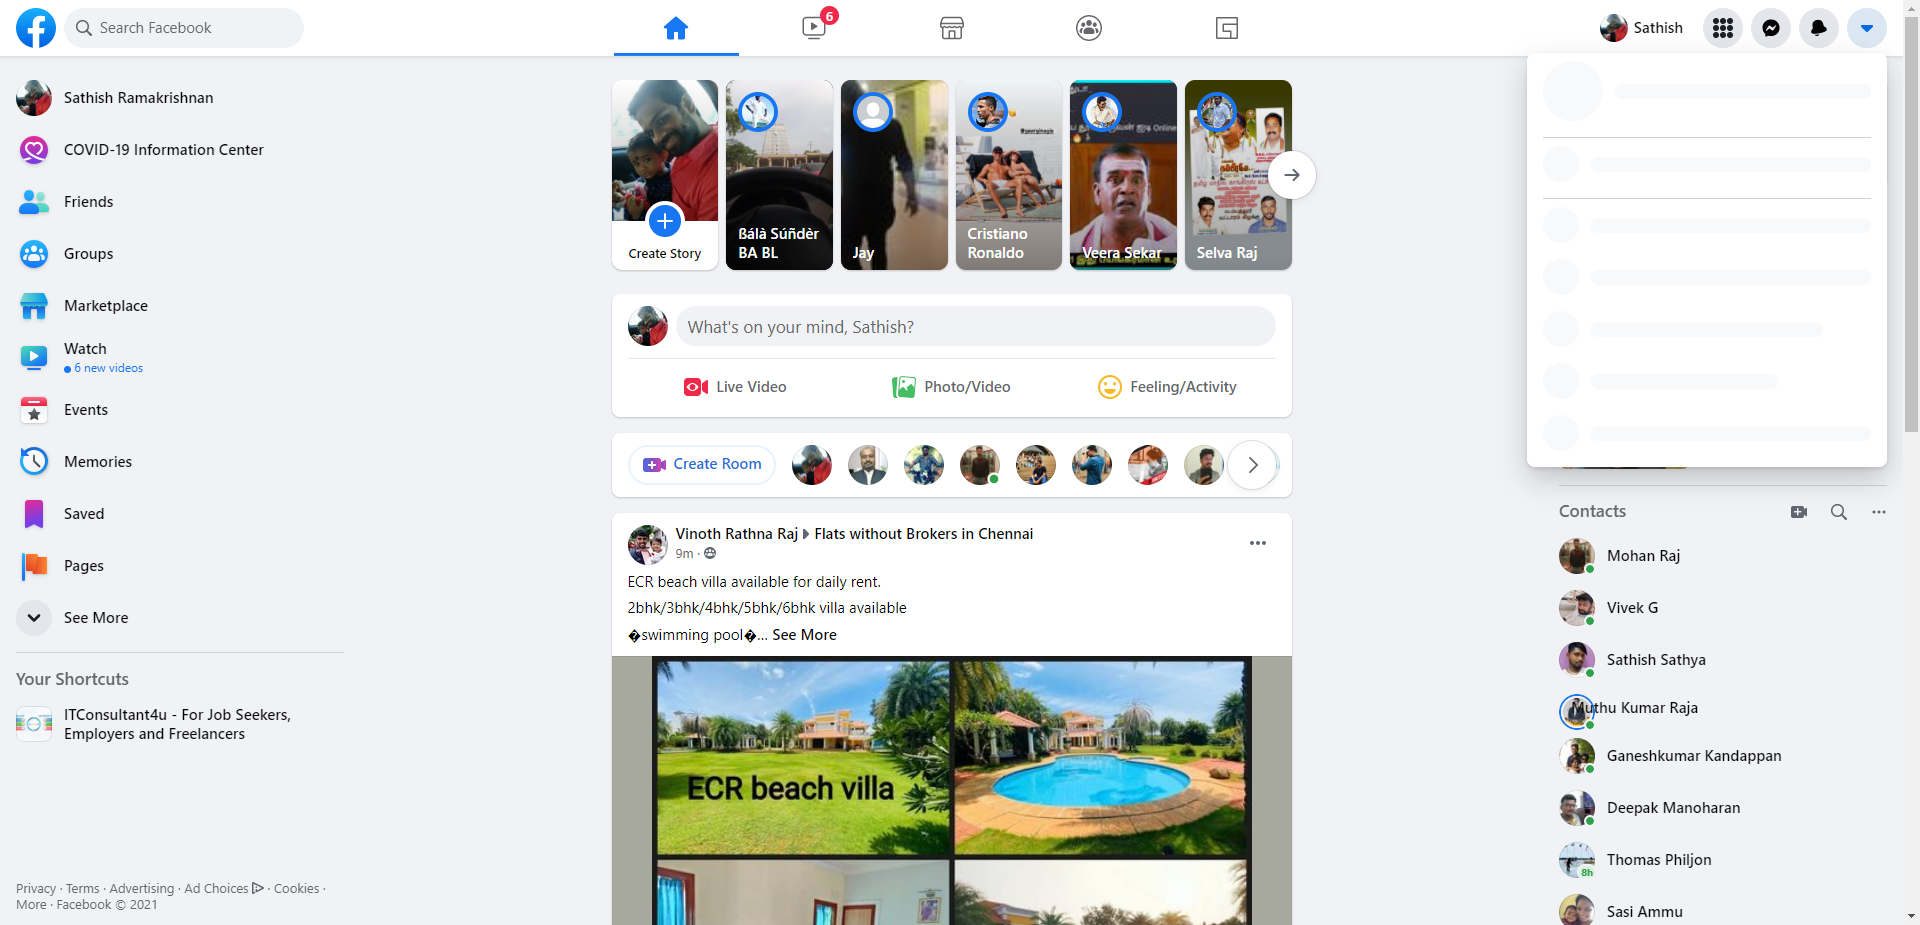 Search Facebook
6
Sathish
Sathish Ramakrishnan
COVID-19 Information Center
Friends
Groups
Marketplace
Watch
6 new videos
Events
Memories
Saved
Pages
See More
Your Shortcuts
ITConsultant4u - For Job Seekers,
Employers and Freelancers
Privacy · Terms · Advertising · Ad Choices · Cookies ·
More · Facebook © 2021
Create Story
ßálà Súñdèr
BA BL
Jay
@georginagio
Cristiano
Ronaldo
Online
Veera Sekar
Selva Raj
What's on your mind, Sathish?
Live Video
Photo/Video
Feeling/Activity
Create Room
Vinoth Rathna Raj Flats without Brokers in Chennai
9m ·
ECR beach villa available for daily rent.
2bhk/3bhk/4bhk/5bhk/6bhk villa available
�swimming pool�... See More
ECR beach villa
Contacts
Mohan Raj
Vivek G
Sathish Sathya
Muthu Kumar Raja
Ganeshkumar Kandappan
Deepak Manoharan
Thomas Philjon
8h
Sasi Ammu